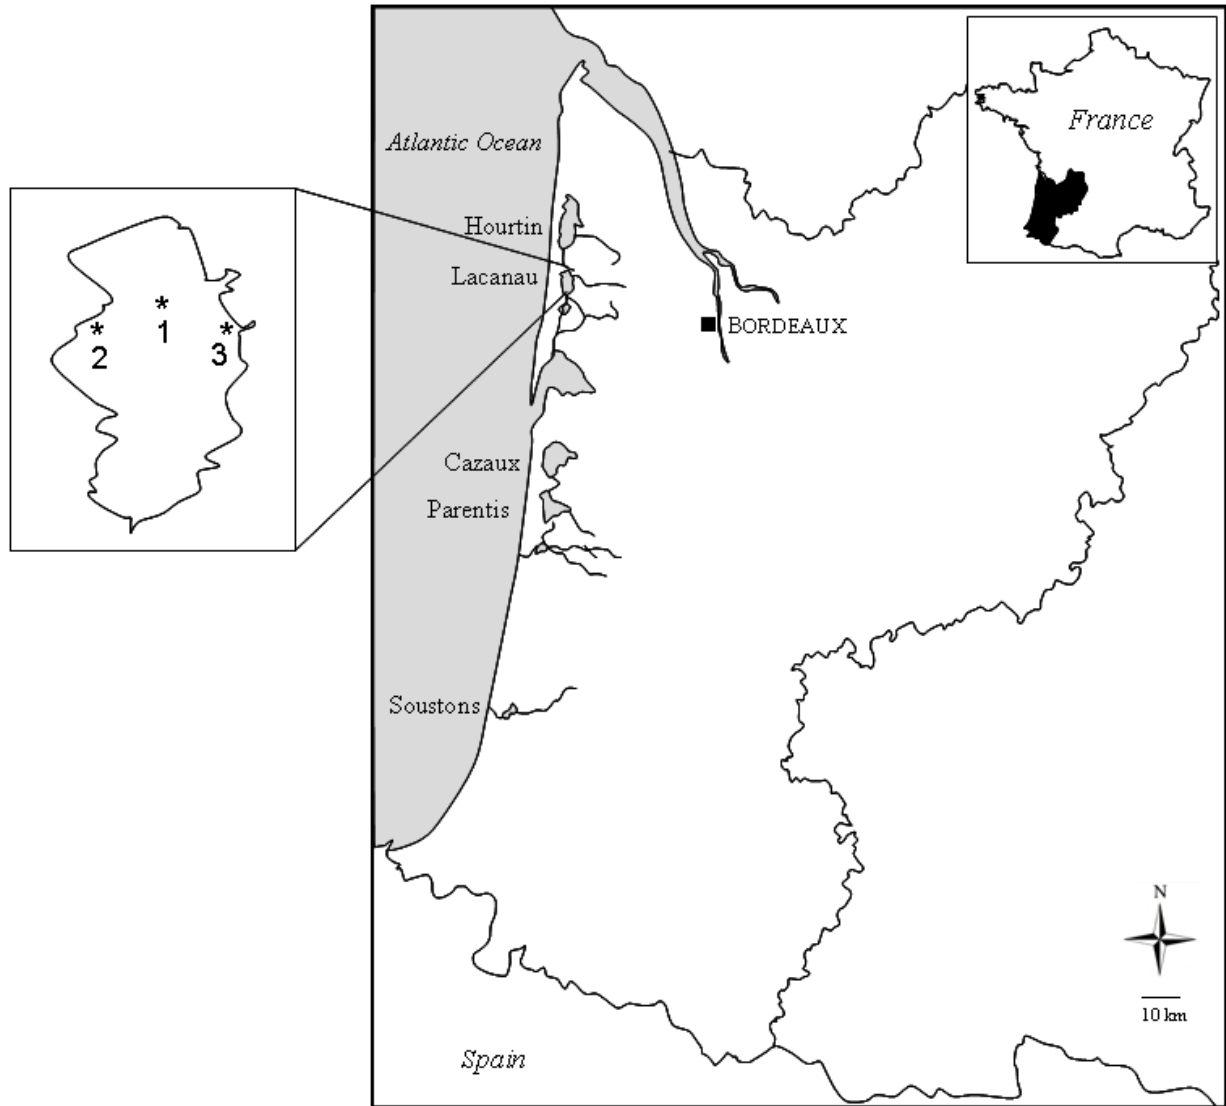 France
Atlantic Ocean
Hourtin
Lacanau
* 1
* 2
* 3
BORDEAUX
Cazaux
Parentis
Soustons
N
10 km
Spain